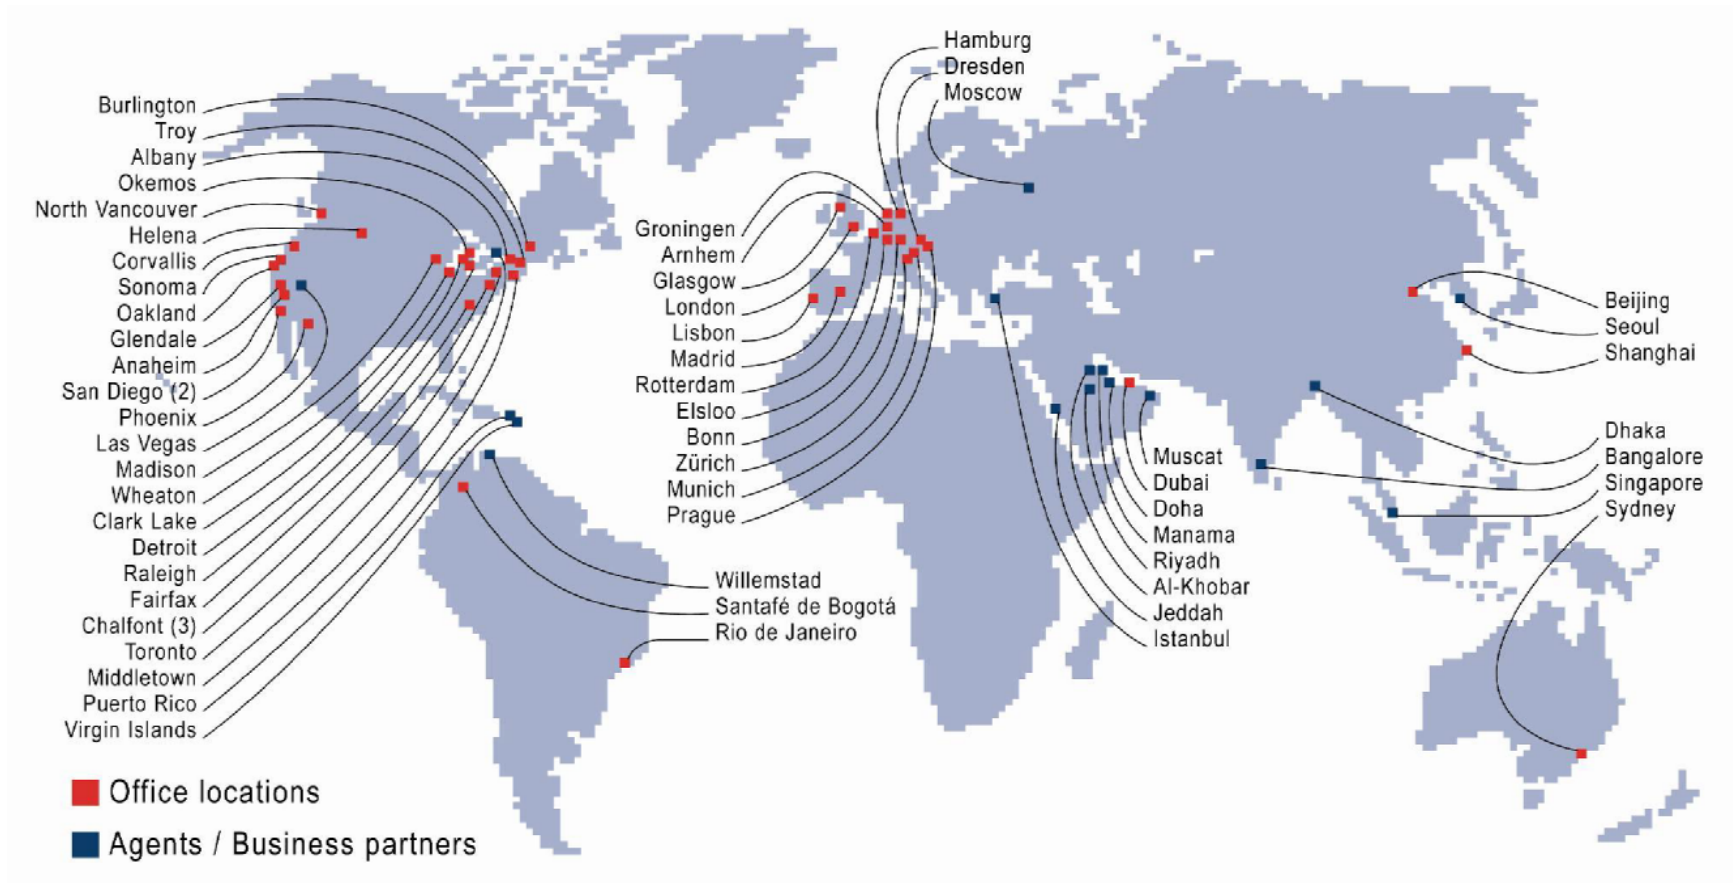 Burlington
Troy
Albany
Okemos
North Vancouver
Helena
Corvallis
Sonoma
Oakland
Glendale
Anaheim
San Diego (2)
Phoenix
Las Vegas
Madison
Wheaton
Clark Lake
Detroit
Raleigh
Fairfax
Chalfont (3)
Toronto
Middletown
Puerto Rico
Virgin Islands
Willemstad
Santafé de Bogotá
Rio de Janeiro
Hamburg
Dresden
Moscow
Groningen
Arnhem
Glasgow
London
Lisbon
Madrid
Rotterdam
Elsloo
Bonn
Zürich
Munich
Prague
Muscat
Dubai
Doha
Manama
Riyadh
Al-Khobar
Jeddah
Istanbul
Beijing
Seoul
Shanghai
Dhaka
Bangalore
Singapore
Sydney
Office locations
Agents / Business partners